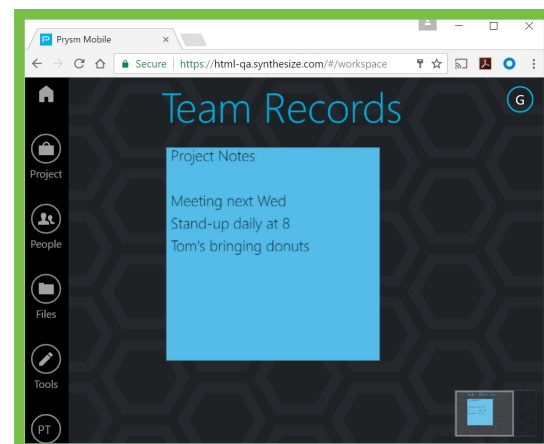 Prysm Mobile
Secure
https://html-qa.synthesize.com/#/workspace
Team Records
G
Project Notes
Meeting next Wed
Stand-up daily at 8
Tom's bringing donuts
Project
People
Files
Tools
PT